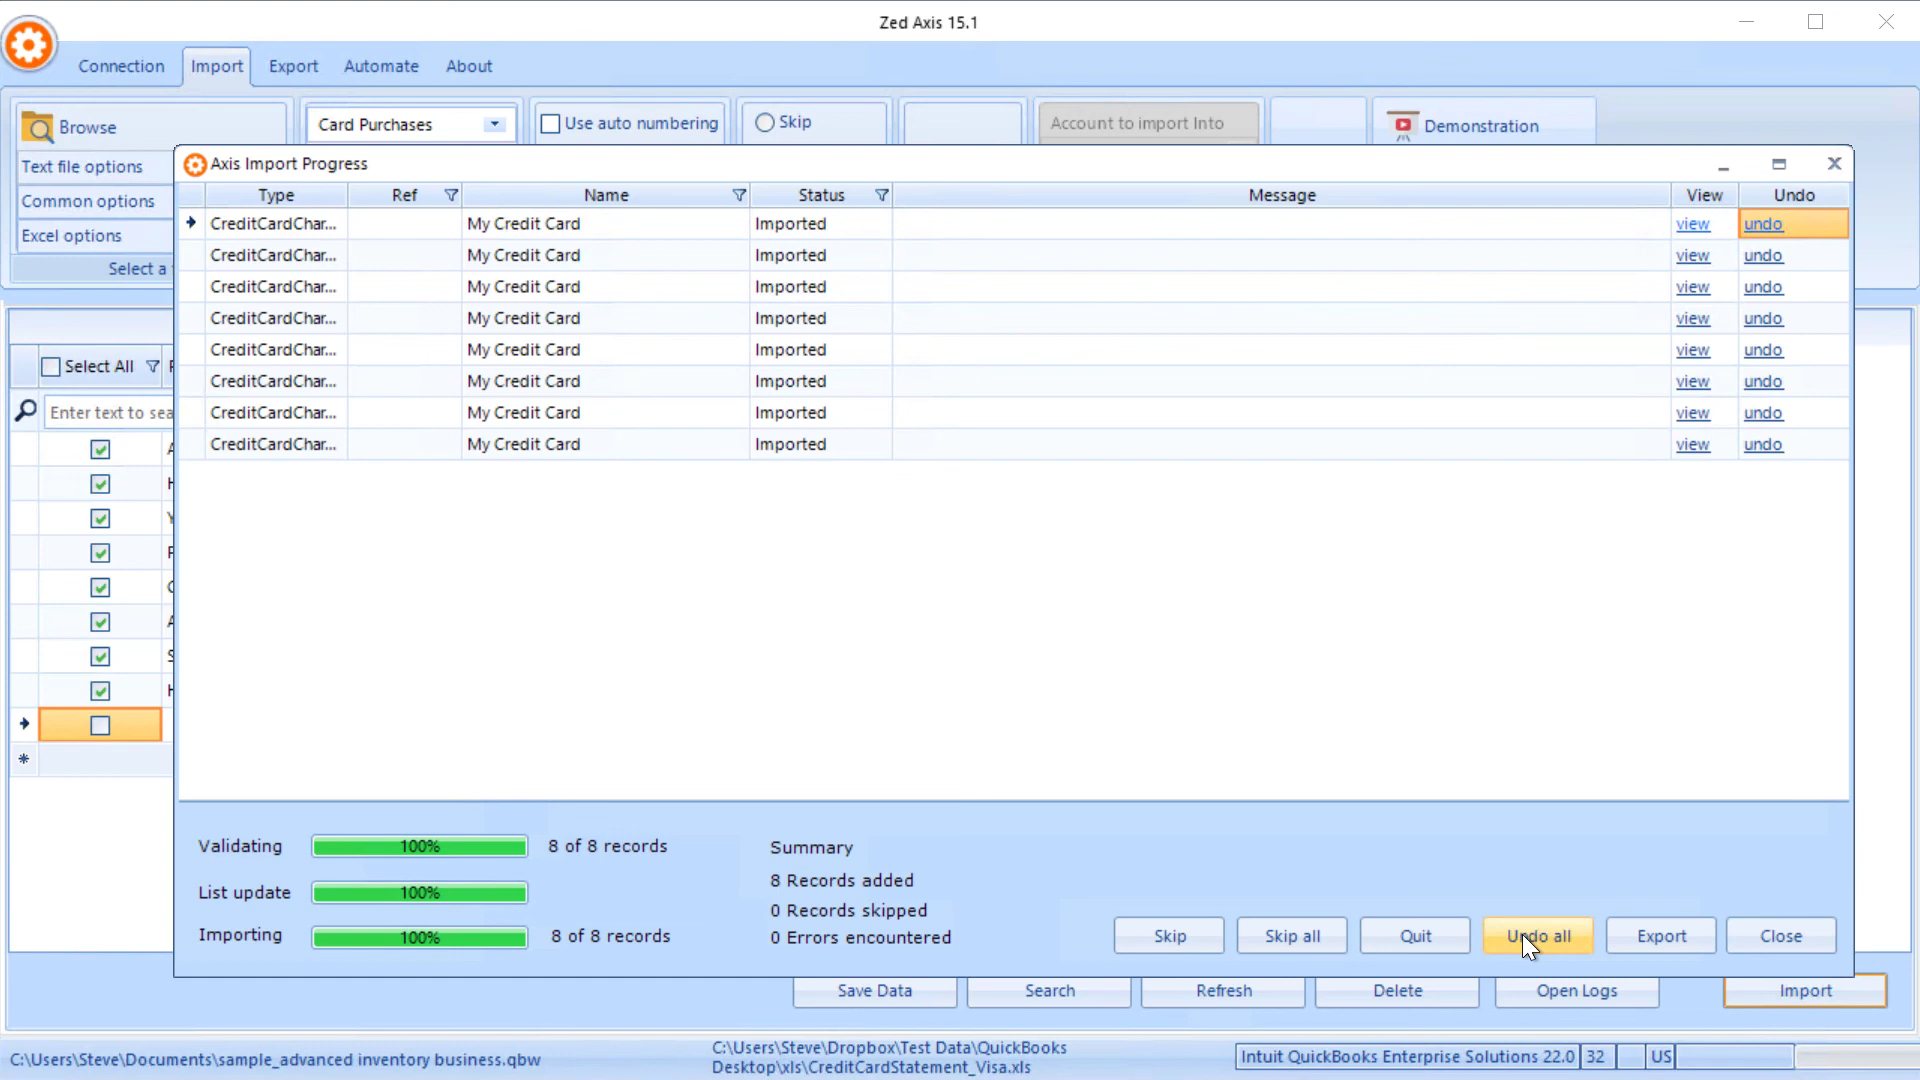 Zed Axis 15.1
Connection Import Export Automate About
Browse
Text file options
Common options
Excel options
Select a
Card Purchases
Use auto numbering
Skip
Account to import Into
Demonstration
Axis Import Progress
Type Ref Name Status Message View Undo
CreditCardChar... My Credit Card Imported view undo
CreditCardChar... My Credit Card Imported view undo
CreditCardChar... My Credit Card Imported view undo
CreditCardChar... My Credit Card Imported view undo
CreditCardChar... My Credit Card Imported view undo
CreditCardChar... My Credit Card Imported view undo
CreditCardChar... My Credit Card Imported view undo
CreditCardChar... My Credit Card Imported view undo
Select All
Enter text to sea
Validating 100% 8 of 8 records
List update 100%
Importing 100% 8 of 8 records
Summary
8 Records added
0 Records skipped
0 Errors encountered
Skip Skip all Quit Undo all Export Close
Save Data Search Refresh Delete Open Logs Import
C:\Users\Steve\Documents\sample_advanced inventory business.qbw
C:\Users\Steve\Dropbox\Test Data\QuickBooks
Desktop\xls\CreditCardStatement_Visa.xls
Intuit QuickBooks Enterprise Solutions 22.0 32 US